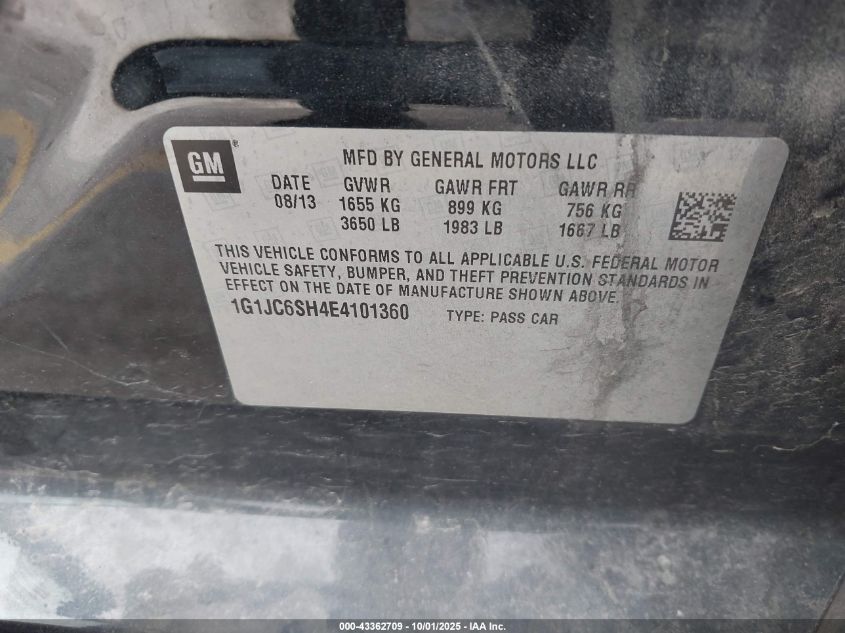 GM
MFD BY GENERAL MOTORS LLC
DATE GVWR GAWR FRT GAWR RR
08/13 1655 KG 899 KG 756 KG
3650 LB 1983 LB 1667 LB
THIS VEHICLE CONFORMS TO ALL APPLICABLE U.S. FEDERAL MOTOR
VEHICLE SAFETY, BUMPER, AND THEFT PREVENTION STANDARDS IN
EFFECT ON THE DATE OF MANUFACTURE SHOWN ABOVE.
1G1JC6SH4E4101360 TYPE: PASS CAR
000-43362709 - 10/01/2025 - IAA Inc.